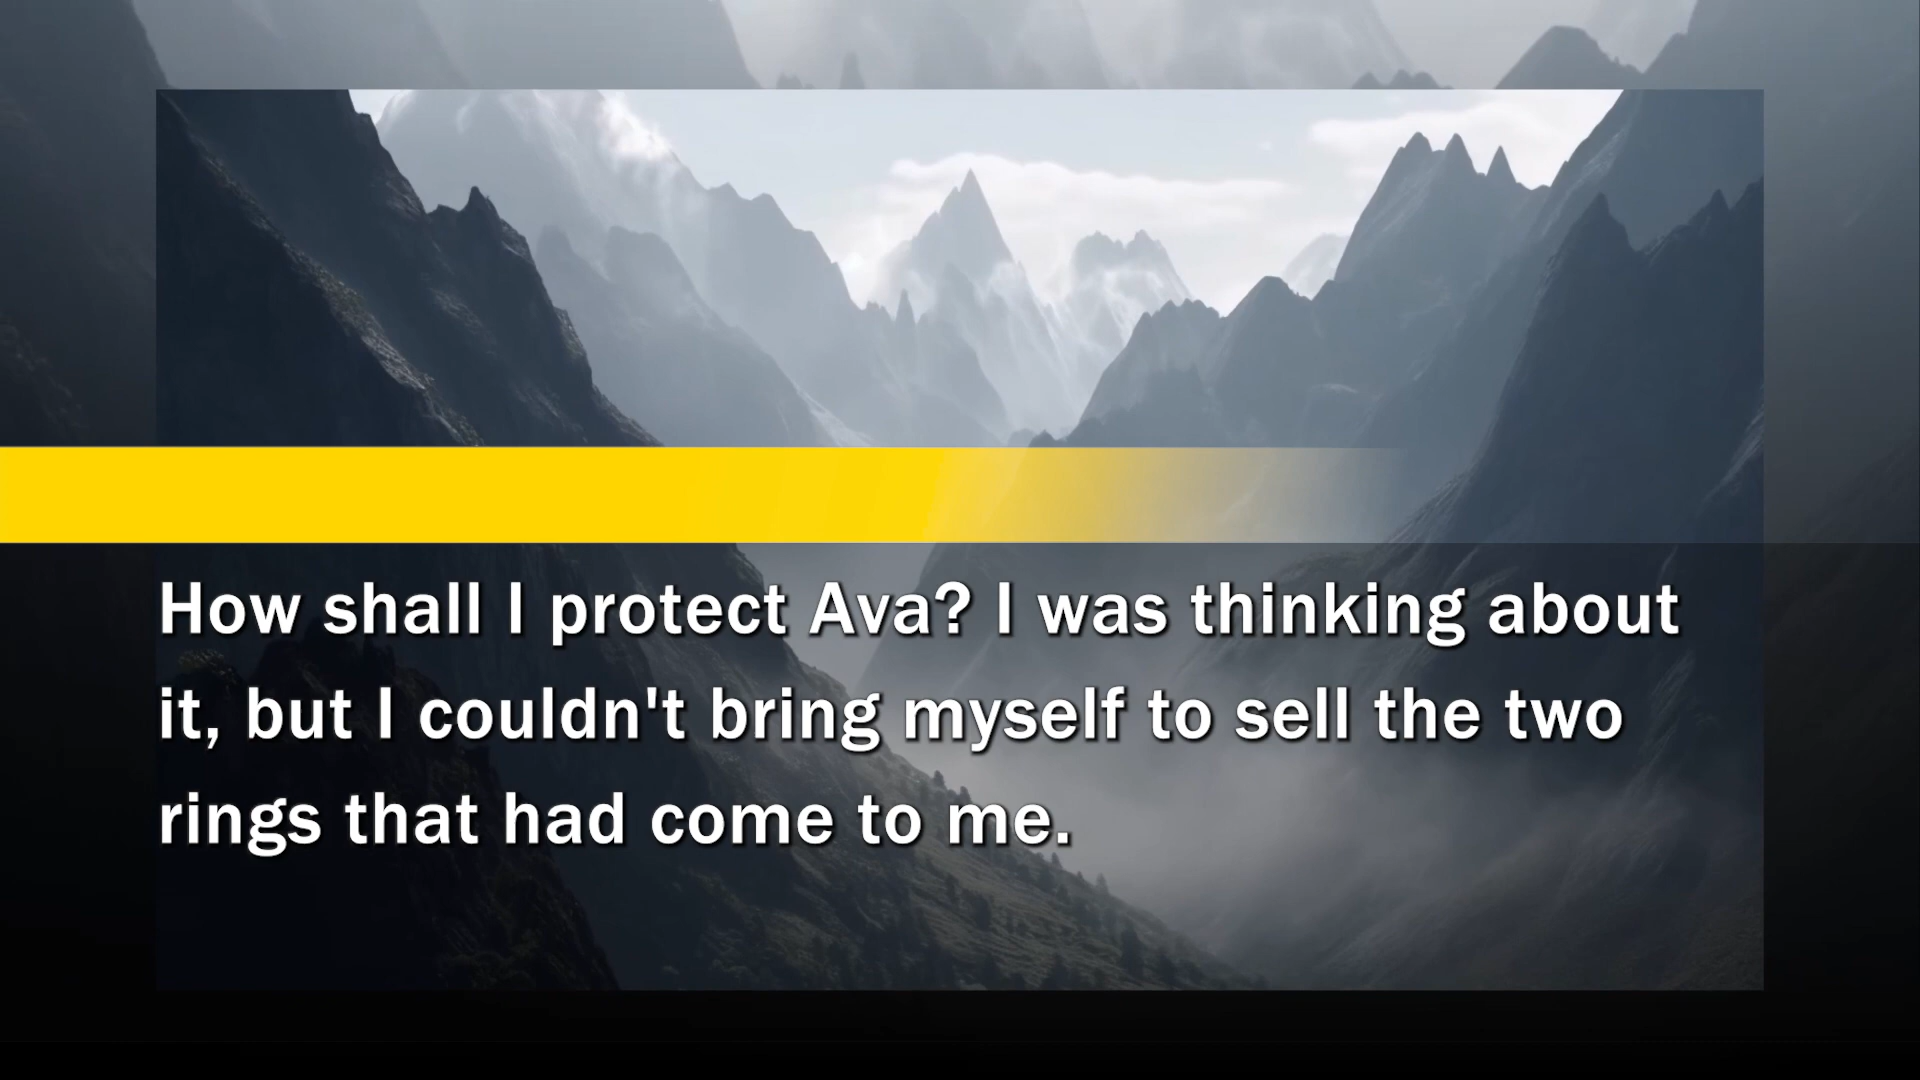 How shall I protect Ava? I was thinking about
it, but I couldn't bring myself to sell the two
rings that had come to me.